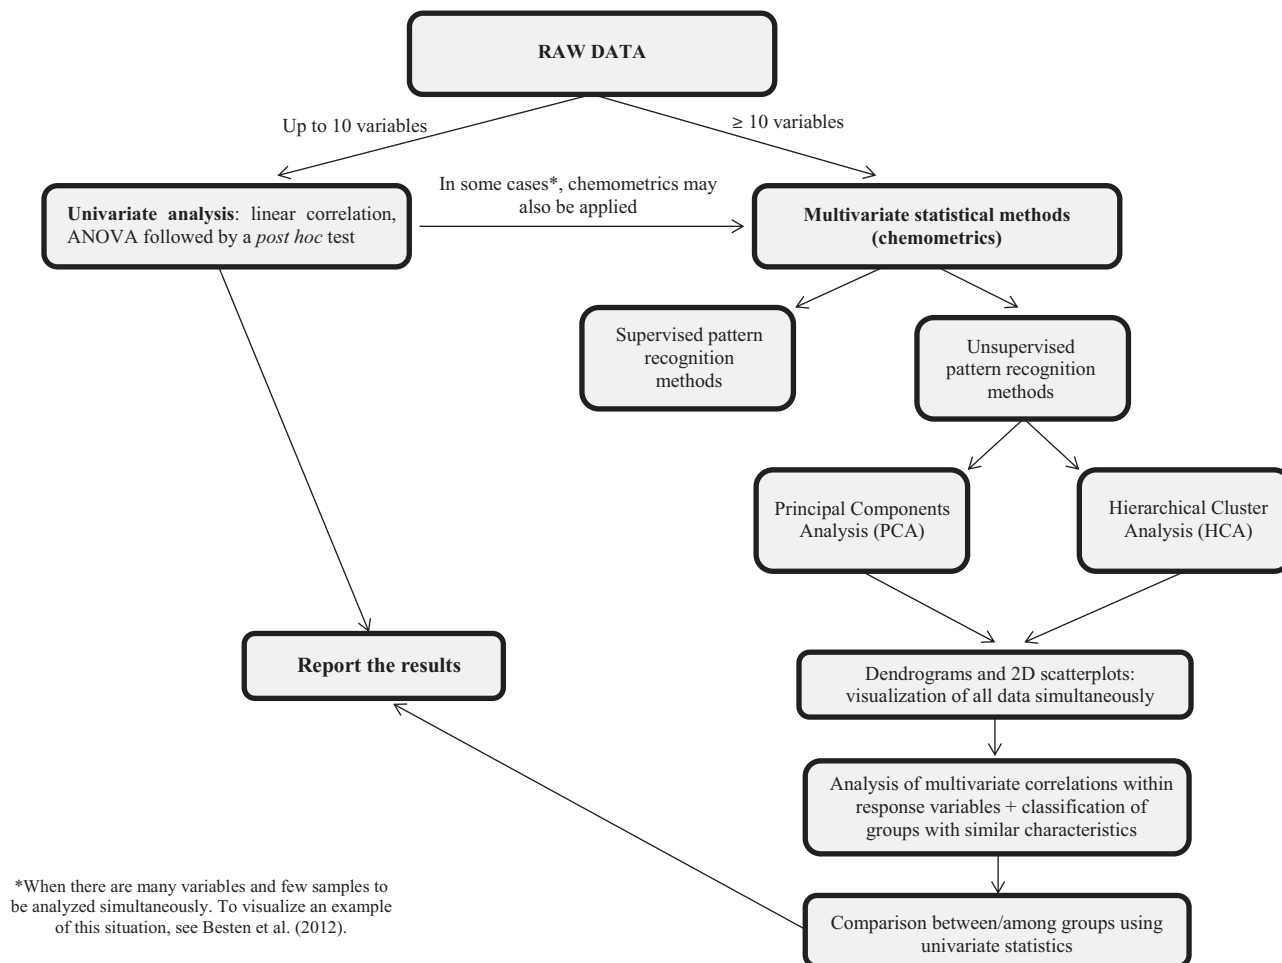 RAW DATA
Up to 10 variables
≥ 10 variables
In some cases*, chemometrics may
also be applied
Univariate analysis: linear correlation,
ANOVA followed by a post hoc test
Multivariate statistical methods
(chemometrics)
Supervised pattern
recognition
methods
Unsupervised
pattern recognition
methods
Principal Components
Analysis (PCA)
Hierarchical Cluster
Analysis (HCA)
Report the results
Dendrograms and 2D scatterplots:
visualization of all data simultaneously
Analysis of multivariate correlations within
response variables + classification of
groups with similar characteristics
*When there are many variables and few samples to
be analyzed simultaneously. To visualize an example
of this situation, see Besten et al. (2012).
Comparison between/among groups using
univariate statistics